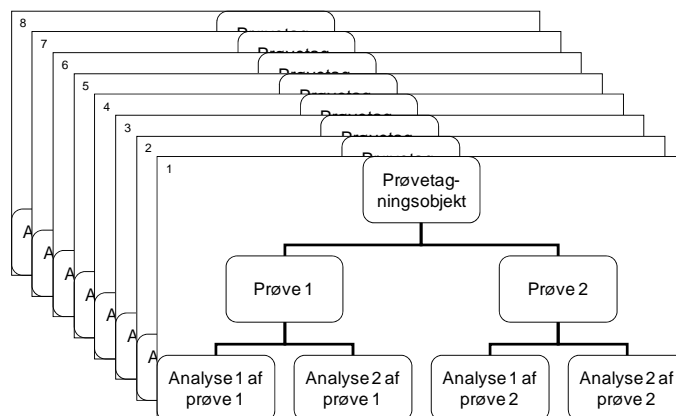 8
7
6
5
4
3
2
1
Prøvetag-
ningsobjekt
Prøve 1
Prøve 2
Analyse 1 af
prøve 1
Analyse 2 af
prøve 1
Analyse 1 af
prøve 2
Analyse 2 af
prøve 2